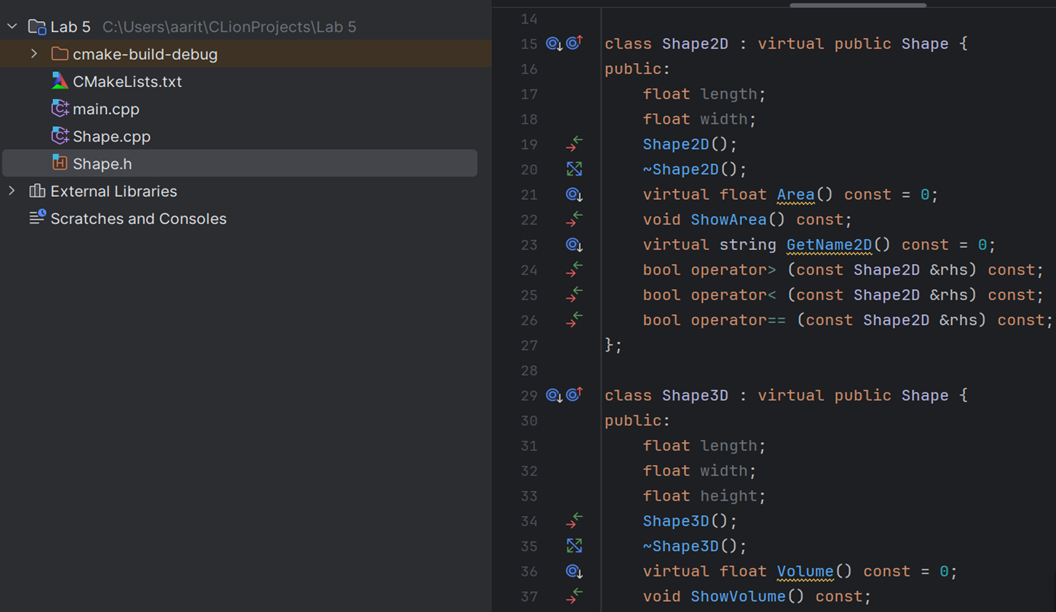 Lab 5 C:\Users\aarit\CLionProjects\Lab 5
cmake-build-debug
CMakeLists.txt
main.cpp
Shape.cpp
Shape.h
External Libraries
Scratches and Consoles
14
15 class Shape2D : virtual public Shape {
16 public:
17 float length;
18 float width;
19 Shape2D();
20 ~Shape2D();
21 virtual float Area() const = 0;
22 void ShowArea() const;
23 virtual string GetName2D() const = 0;
24 bool operator> (const Shape2D &rhs) const;
25 bool operator< (const Shape2D &rhs) const;
26 bool operator== (const Shape2D &rhs) const;
27 };
28
29 class Shape3D : virtual public Shape {
30 public:
31 float length;
32 float width;
33 float height;
34 Shape3D();
35 ~Shape3D();
36 virtual float Volume() const = 0;
37 void ShowVolume() const;